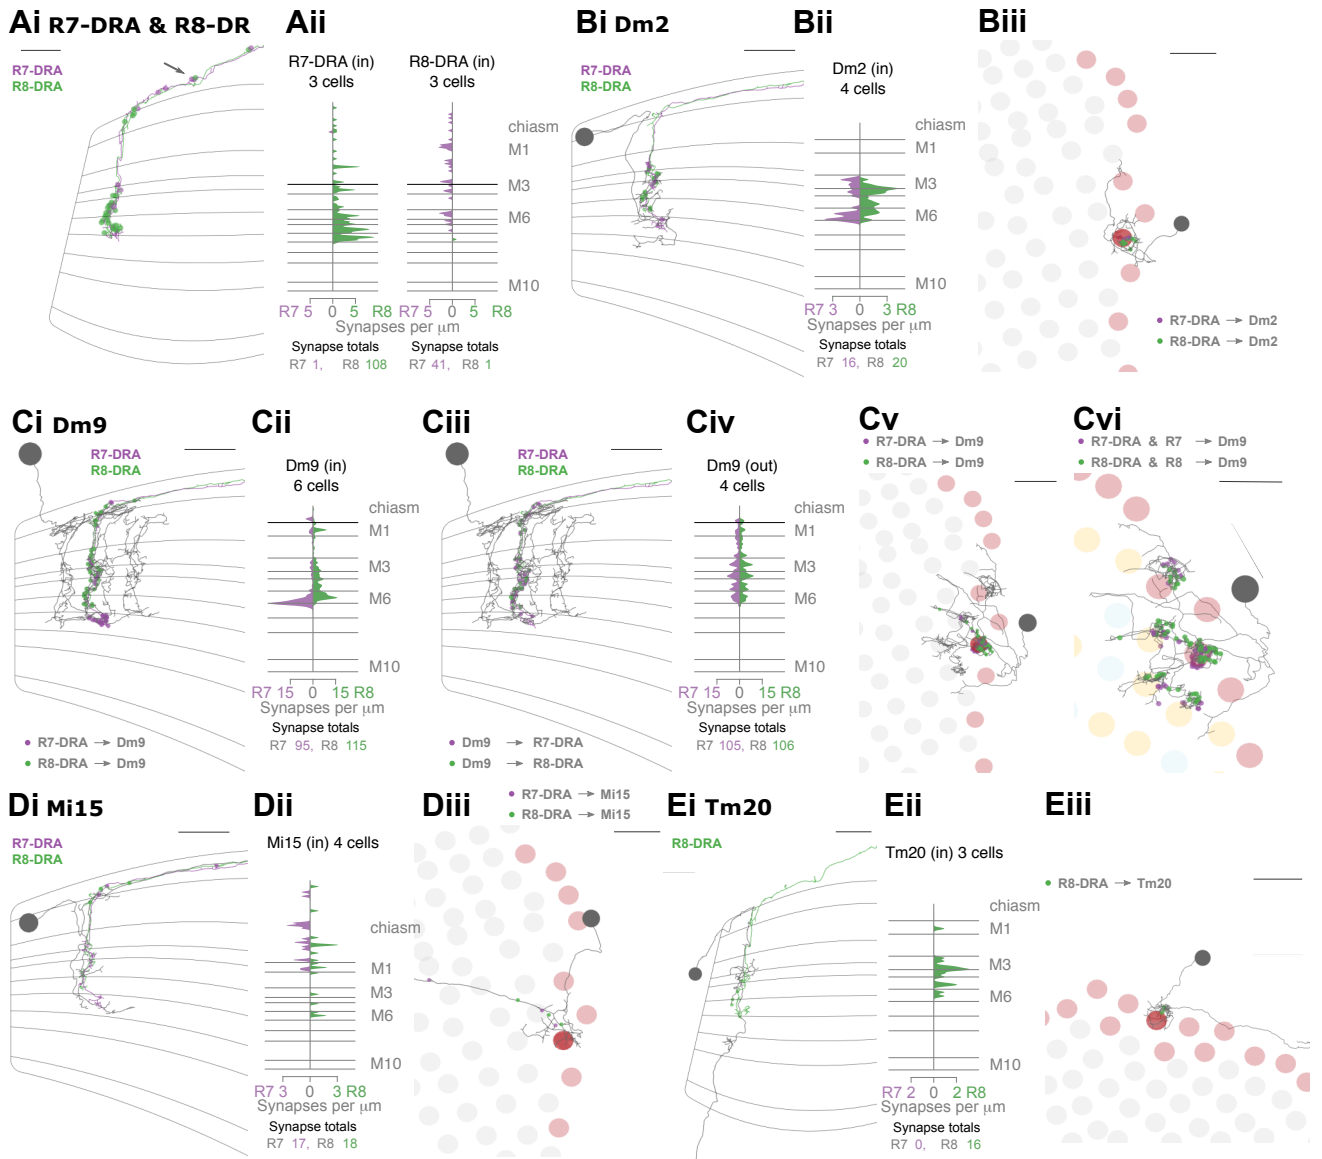 Ai R7-DRA & R8-DR
R7-DRA
R8-DRA
Aii
R7-DRA (in)
3 cells
R8-DRA (in)
3 cells
chiasm
M1
M3
M6
M10
R7 5 0 5 R8
R7 5 0 5 R8
Synapses per μm
Synapse totals
R7 1, R8 108
Synapse totals
R7 41, R8 1
Bi Dm2
R7-DRA
R8-DRA
Bii
Dm2 (in)
4 cells
chiasm
M1
M3
M6
M10
R7 3 0 3 R8
Synapses per μm
Synapse totals
R7 16, R8 20
Biii
R7-DRA → Dm2
R8-DRA → Dm2
Ci Dm9
R7-DRA
R8-DRA
R7-DRA → Dm9
R8-DRA → Dm9
Cii
Dm9 (in)
6 cells
chiasm
M1
M3
M6
M10
R7 15 0 15 R8
Synapses per μm
Synapse totals
R7 95, R8 115
Ciii
R7-DRA
R8-DRA
Dm9 → R7-DRA
Dm9 → R8-DRA
Civ
Dm9 (out)
4 cells
chiasm
M1
M3
M6
M10
R7 15 0 15 R8
Synapses per μm
Synapse totals
R7 105, R8 106
Cv
R7-DRA → Dm9
R8-DRA → Dm9
Cvi
R7-DRA & R7 → Dm9
R8-DRA & R8 → Dm9
Di Mi15
R7-DRA
R8-DRA
Dii
Mi15 (in) 4 cells
chiasm
M1
M3
M6
M10
R7 3 0 3 R8
Synapses per μm
Synapse totals
R7 17, R8 18
Diii
R7-DRA → Mi15
R8-DRA → Mi15
Ei Tm20
R8-DRA
Eii
Tm20 (in) 3 cells
chiasm
M1
M3
M6
M10
R7 2 0 2 R8
Synapses per μm
Synapse totals
R7 0, R8 16
Eiii
R8-DRA → Tm20